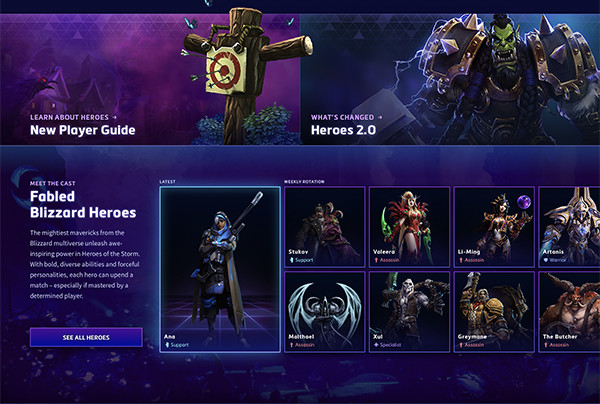 LEARN ABOUT HEROES →
New Player Guide
WHAT'S CHANGED →
Heroes 2.0
MEET THE CAST
Fabled
Blizzard Heroes
The mightiest mavericks from the
Blizzard multiverse unleash awe-
inspiring power in Heroes of the Storm.
With bold, diverse abilities and forceful
personalities, each hero can upend a
match – especially if mastered by a
determined player.
SEE ALL HEROES
LATEST
Ana
Support
WEEKLY ROTATION
Stukov
Support
Valeera
Assassin
Li-Ming
Assassin
Artanis
Warrior
Malthael
Assassin
Xul
Specialist
Greymane
Assassin
The Butcher
Assassin